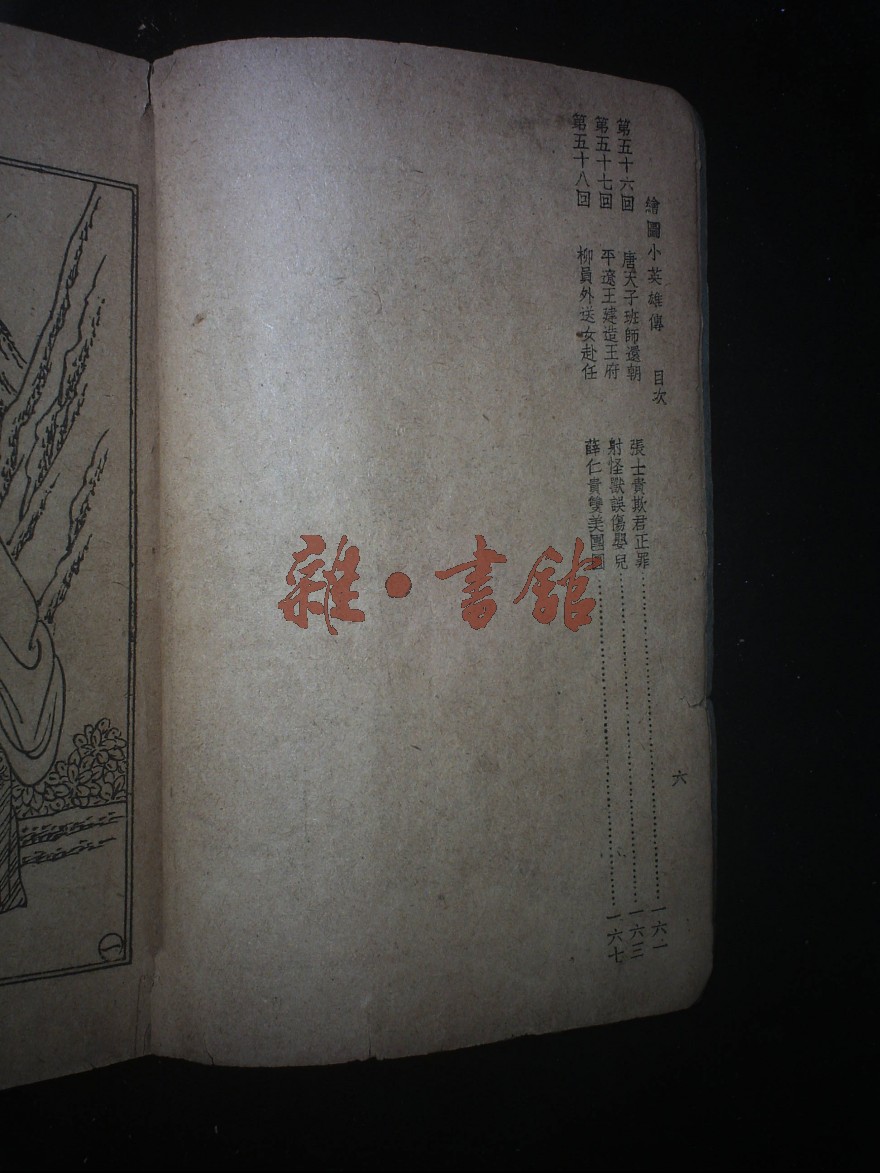 繪圖小英雄傳 目次
六
第五十六回 唐天子班師還朝 張士貴欺君正罪……一六一
第五十七回 平遼王建造王府 射怪獸誤傷嬰兒……一六三
第五十八回 柳員外送女赴任 薛仁貴雙美團圓……一六七
雜·書館
一